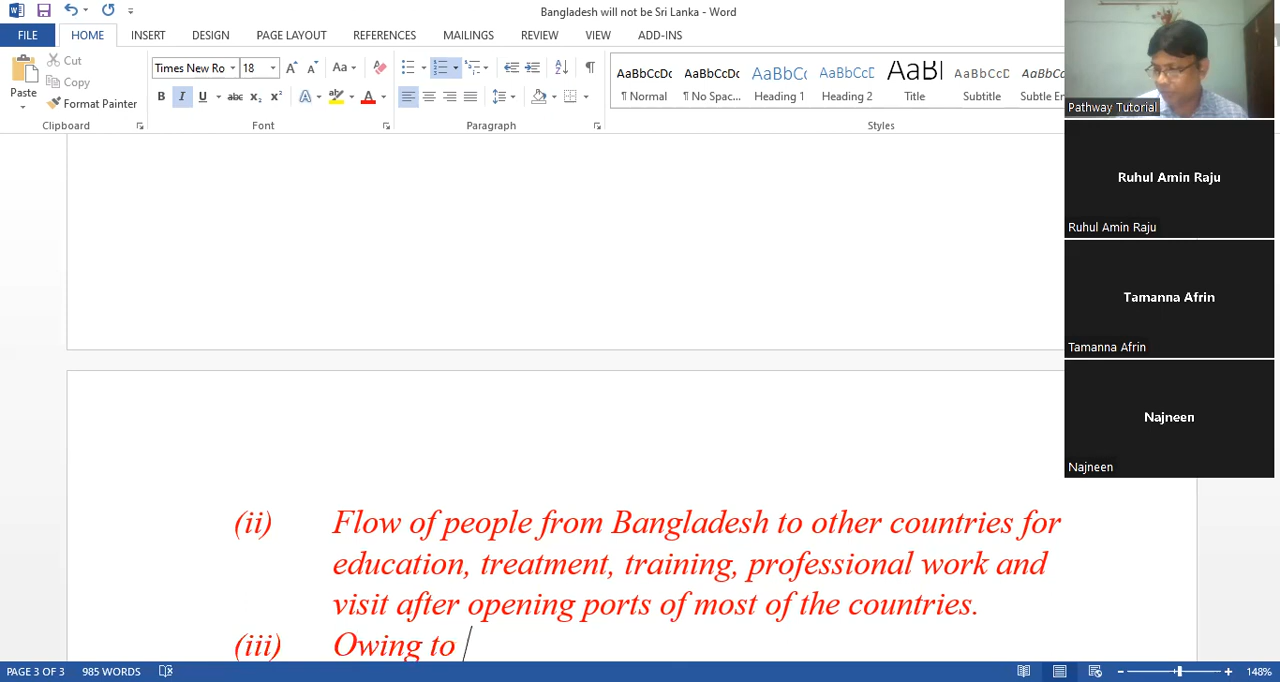 Bangladesh will not be Sri Lanka - Word
FILE HOME INSERT DESIGN PAGE LAYOUT REFERENCES MAILINGS REVIEW VIEW ADD-INS
Paste
Cut
Copy
Format Painter
Clipboard
Times New Ro 18
Font
Paragraph
AaBbCcDc AaBbCcDc AaBbCc AaBbCcD AaBl AaBbCcD AaBbCc
¶ Normal ¶ No Spac... Heading 1 Heading 2 Title Subtitle Subtle Em
Styles
Pathway Tutorial
Ruhul Amin Raju
Ruhul Amin Raju
Tamanna Afrin
Tamanna Afrin
Najneen
Najneen
(ii) Flow of people from Bangladesh to other countries for
education, treatment, training, professional work and
visit after opening ports of most of the countries.
(iii) Owing to
PAGE 3 OF 3 985 WORDS 148%